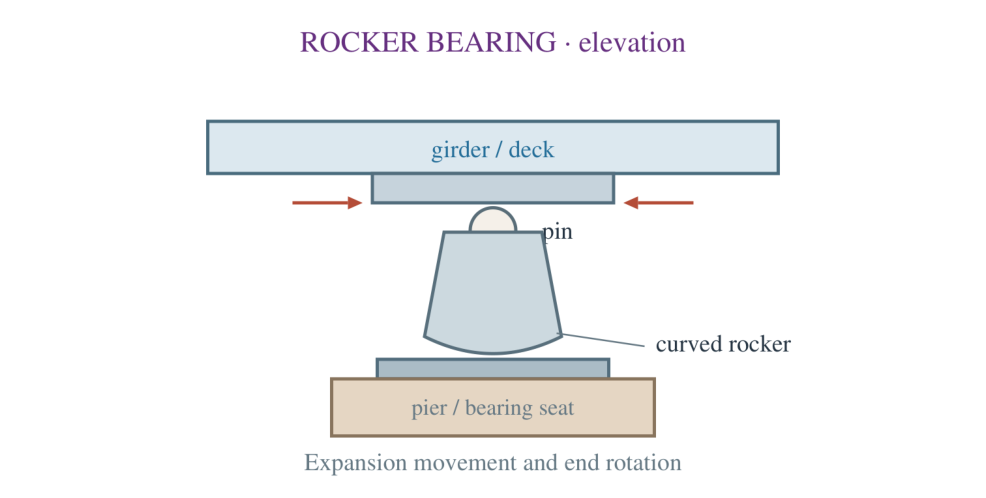 ROCKER BEARING · elevation
girder / deck
pin
curved rocker
pier / bearing seat
Expansion movement and end rotation